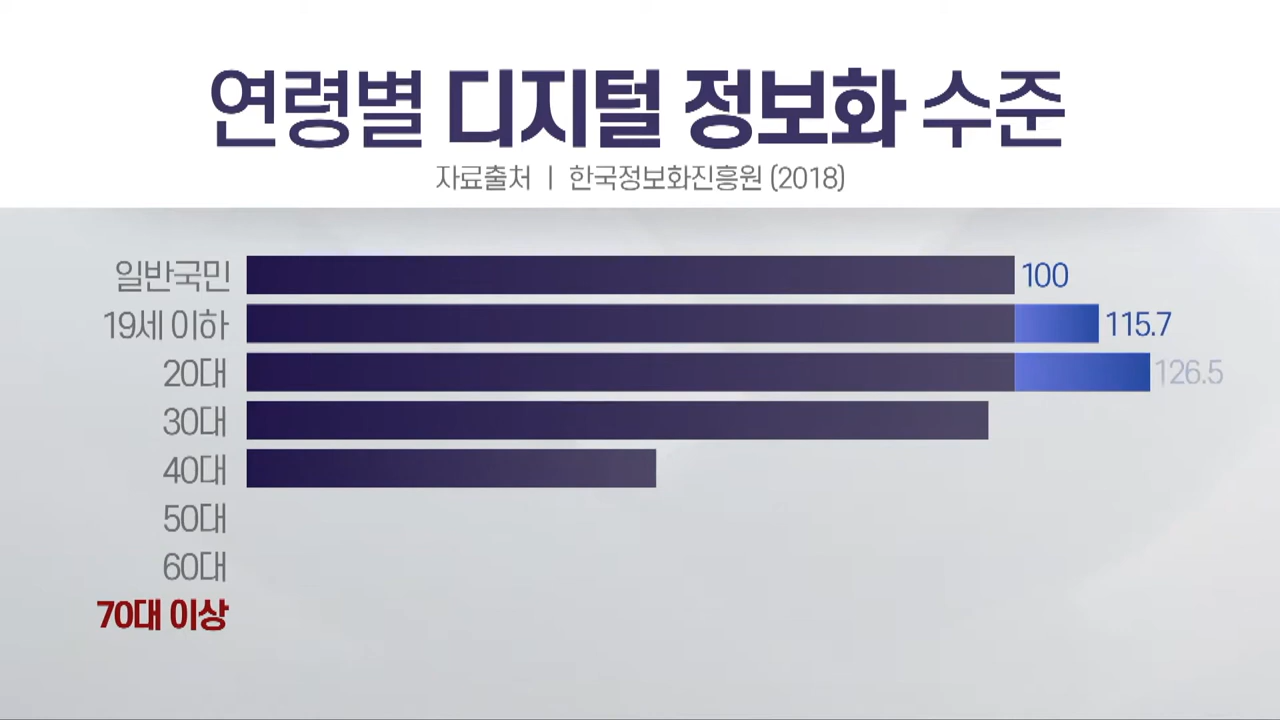 연령별 디지털 정보화 수준
자료출처 | 한국정보화진흥원 (2018)
일반국민 100
19세 이하 115.7
20대 126.5
30대
40대
50대
60대
70대 이상